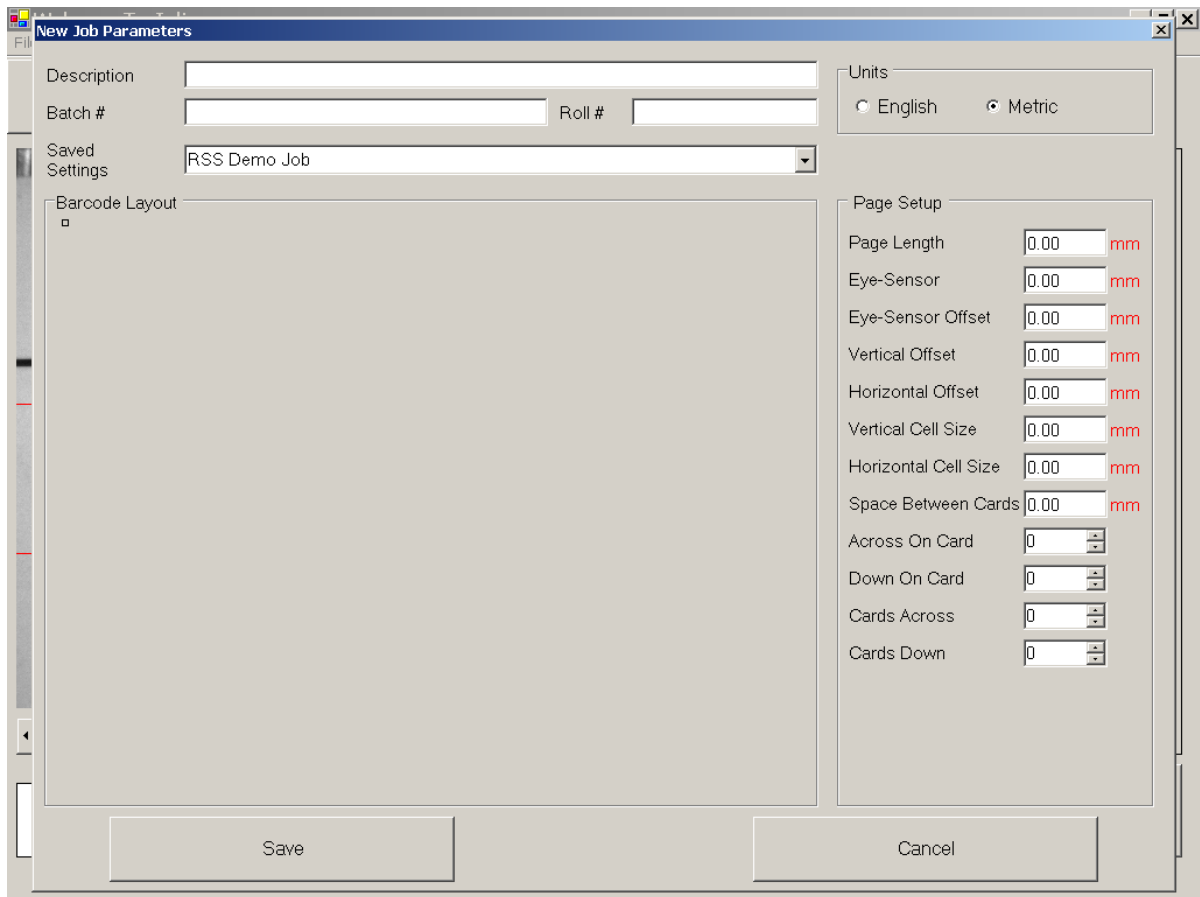 New Job Parameters
File
Description
Batch #
Roll #
Saved
Settings
RSS Demo Job
Units
English
Metric
Barcode Layout
Page Setup
Page Length 0.00 mm
Eye-Sensor 0.00 mm
Eye-Sensor Offset 0.00 mm
Vertical Offset 0.00 mm
Horizontal Offset 0.00 mm
Vertical Cell Size 0.00 mm
Horizontal Cell Size 0.00 mm
Space Between Cards 0.00 mm
Across On Card 0
Down On Card 0
Cards Across 0
Cards Down 0
Save
Cancel